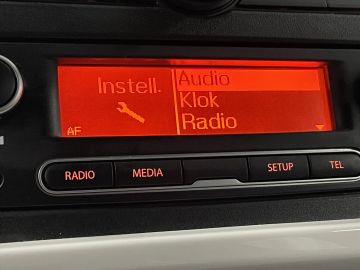 Instell.
Audio
Klok
Radio
AF
RADIO MEDIA SETUP TEL